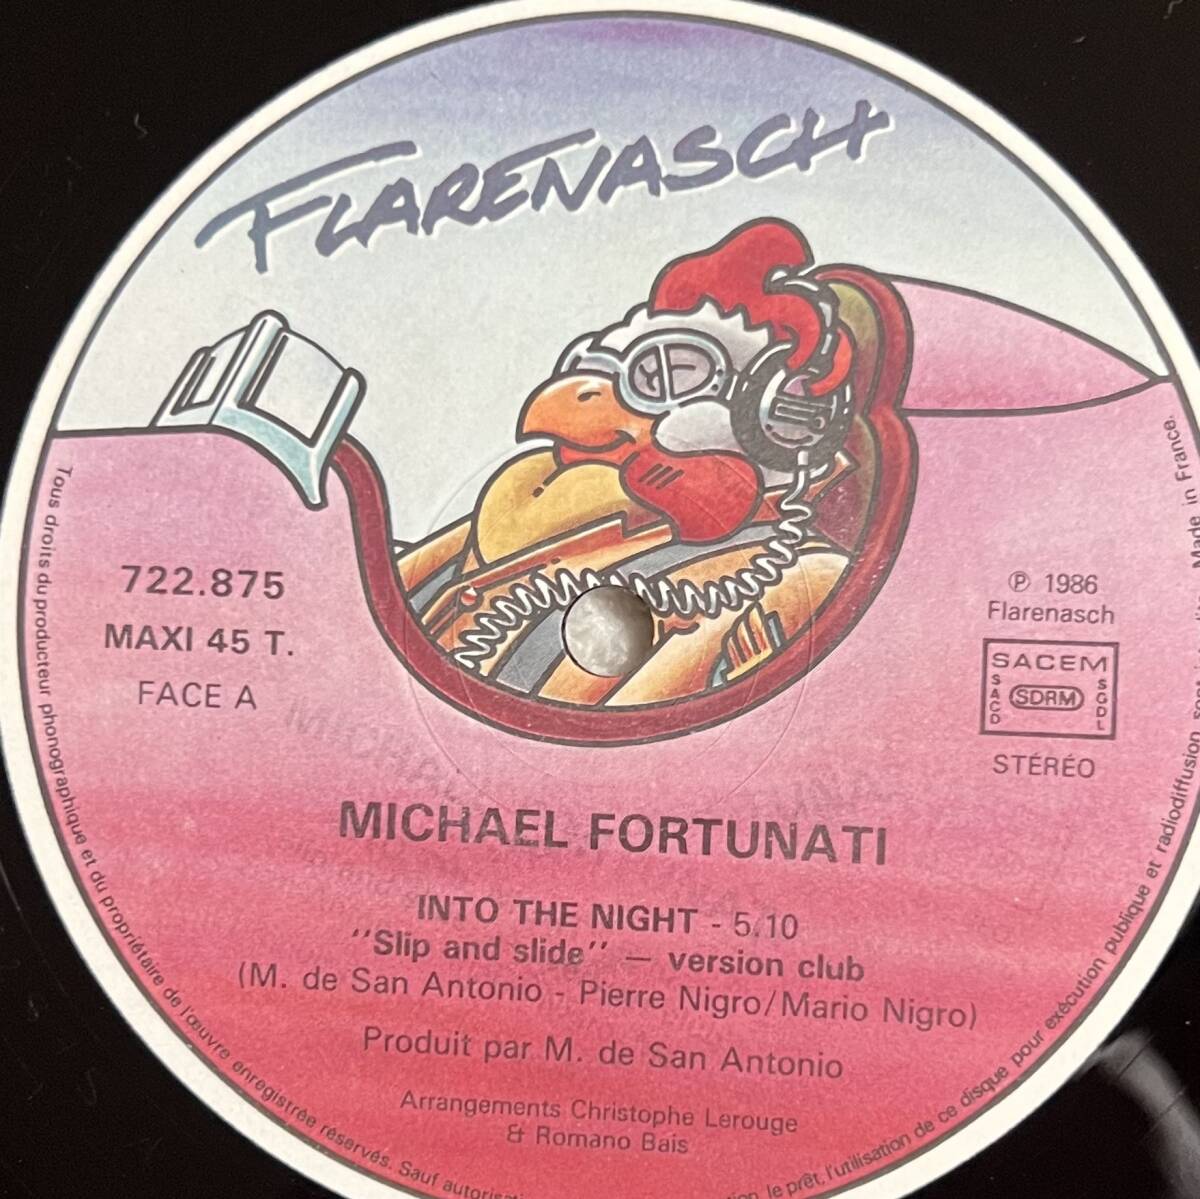 FLARENASCH
722.875
MAXI 45 T.
FACE A
℗ 1986
Flarenasch
SACEM
SACD
SDRM
SGDL
STÉRÉO
MICHAEL FORTUNATI
INTO THE NIGHT - 5.10
"Slip and slide" — version club
(M. de San Antonio - Pierre Nigro/Mario Nigro)
Produit par M. de San Antonio
Arrangements Christophe Lerouge
& Romano Bais
Tous droits du producteur phonographique et du propriétaire de l'œuvre enregistrée réservés. Sauf autoris
le prêt, l'utilisation de ce disque pour exécution publique et radiodiffusion
Made in France.